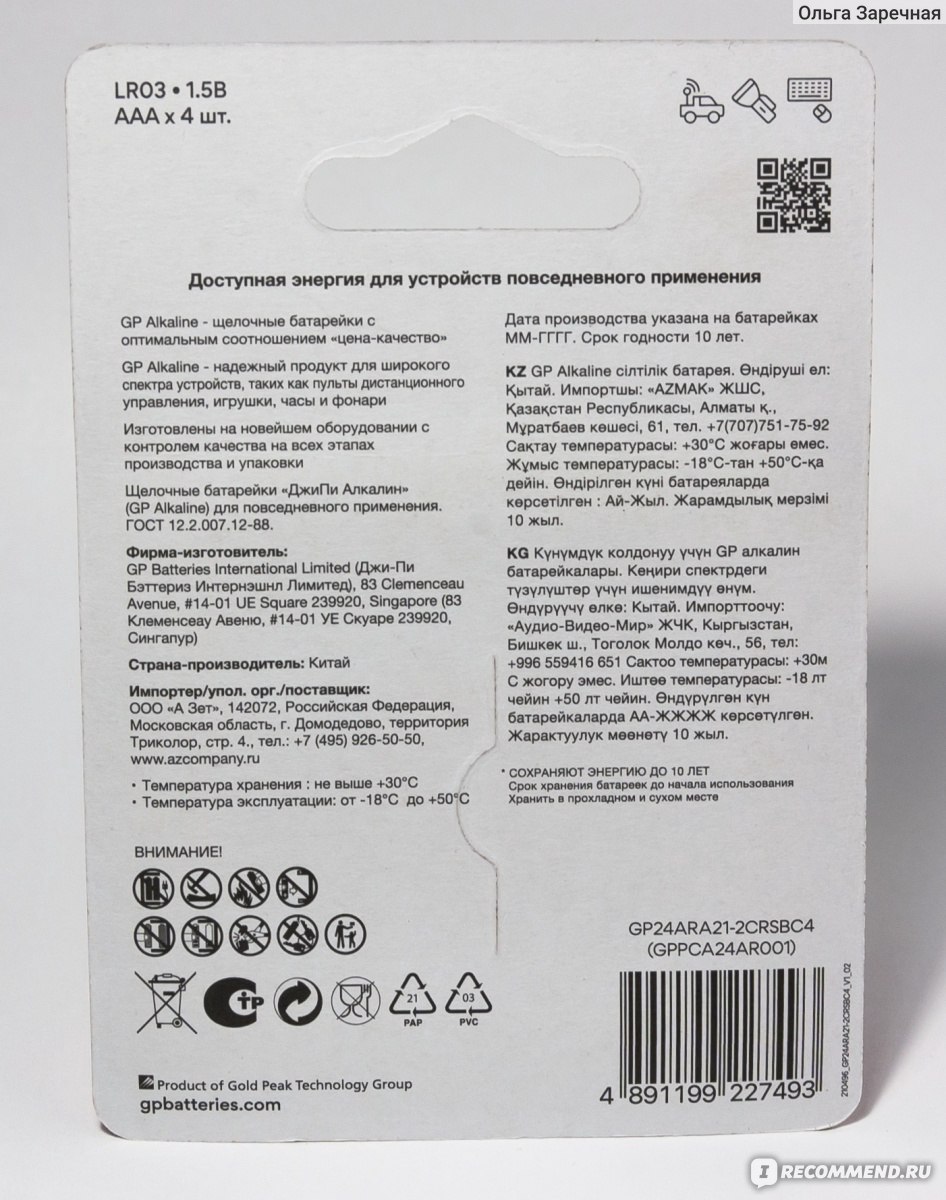 Ольга Заречная
LR03 • 1.5В
ААА x 4 шт.
Доступная энергия для устройств повседневного применения
GP Alkaline - щелочные батарейки с
оптимальным соотношением «цена-качество»
GP Alkaline - надежный продукт для широкого
спектра устройств, таких как пульты дистанционного
управления, игрушки, часы и фонари
Изготовлены на новейшем оборудовании с
контролем качества на всех этапах
производства и упаковки
Щелочные батарейки «ДжиПи Алкалин»
(GP Alkaline) для повседневного применения.
ГОСТ 12.2.007.12-88.
Фирма-изготовитель:
GP Batteries International Limited (Джи-Пи
Бэттериз Интернэшнл Лимитед), 83 Clemenceau
Avenue, #14-01 UE Square 239920, Singapore (83
Клеменсеау Авеню, #14-01 УЕ Скуаре 239920,
Сингапур)
Страна-производитель: Китай
Импортер/упол. орг./поставщик:
ООО «А Зет», 142072, Российская Федерация,
Московская область, г. Домодедово, территория
Триколор, стр. 4., тел.: +7 (495) 926-50-50,
www.azcompany.ru
• Температура хранения : не выше +30°C
• Температура эксплуатации: от -18°C до +50°C
Дата производства указана на батарейках
ММ-ГГГГ. Срок годности 10 лет.
KZ GP Alkaline сілтілік батарея. Өндіруші ел:
Қытай. Импортшы: «AZMAK» ЖШС,
Қазақстан Республикасы, Алматы қ.,
Мұратбаев көшесі, 61, тел. +7(707)751-75-92
Сақтау температурасы: +30°C жоғары емес.
Жұмыс температурасы: -18°C-тан +50°C-қа
дейін. Өндірілген күні батареяларда
көрсетілген : Ай-Жыл. Жарамдылық мерзімі
10 жыл.
KG Күнүмдүк колдонуу үчүн GP алкалин
батарейкалары. Кеңири спектрдеги
түзүлүштөр үчүн ишенимдүү өнүм.
Өндүрүүчү өлкө: Кытай. Импорттоочу:
«Аудио-Видео-Мир» ЖЧК, Кыргызстан,
Бишкек ш., Тоголок Молдо көч., 56, тел:
+996 559416 651 Сактоо температурасы: +30м
С жогору эмес. Иштөө температурасы: -18 лт
чейин +50 лт чейин. Өндүрүлгөн күн
батарейкаларда АА-ЖЖЖЖ көрсөтүлгөн.
Жарактуулук мөөнөтү 10 жыл.
* СОХРАНЯЮТ ЭНЕРГИЮ ДО 10 ЛЕТ
Срок хранения батареек до начала использования
Хранить в прохладном и сухом месте
ВНИМАНИЕ!
21
PAP
03
PVC
Product of Gold Peak Technology Group
gpbatteries.com
GP24ARA21-2CRSBC4
(GPPCA24AR001)
4 891199 227493
210496_GP24ARA21-2CRSBC4_V1_02
IRECOMMEND.RU